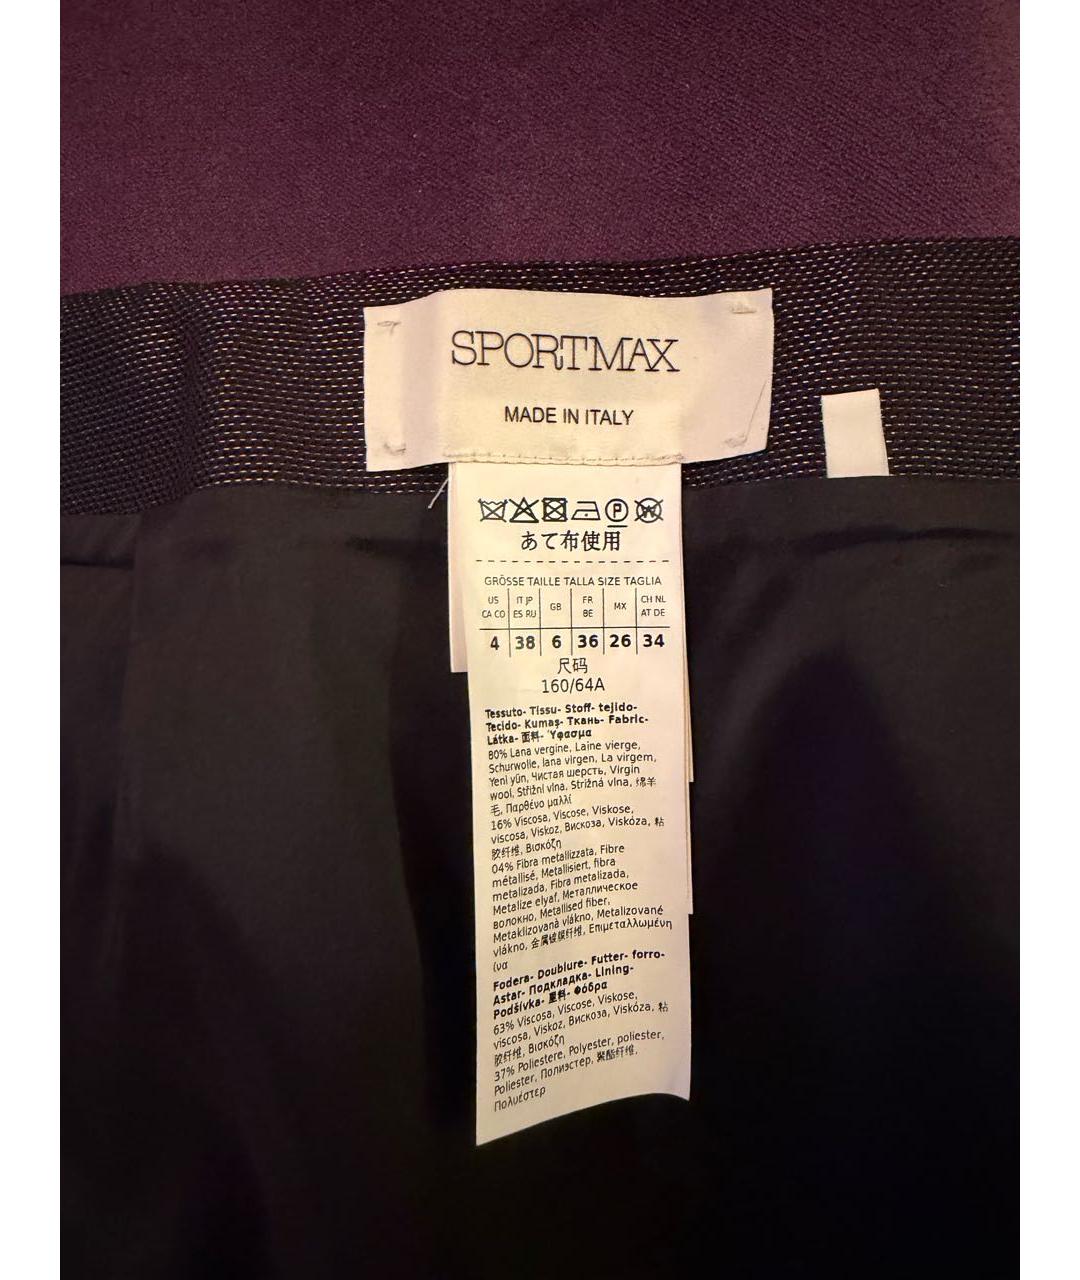 SPORTMAX
MADE IN ITALY
P W
あて布使用
GRÖSSE TAILLE TALLA SIZE TAGLIA
US CA CO IT JP ES RU GB FR BE MX CH NL AT DE
4 38 6 36 26 34
尺码
160/64A
Tessuto- Tissu- Stoff- tejido-
Tecido- Kumaş- Ткань- Fabric-
Látka- 面料- Ύφασμα
80% Lana vergine, Laine vierge,
Schurwolle, lana virgen, La virgem,
Yeni yün, Чистая шерсть, Virgin
wool, Střižní vlna, Strižná vlna, 绵羊
毛, Παρθένο μαλλί
16% Viscosa, Viscose, Viskose,
viscosa, Viskoz, Вискоза, Viskóza, 粘
胶纤维, Βισκόζη
04% Fibra metallizzata, Fibre
métallisé, Metallisiert, fibra
metalizada, Fibra metalizada,
Metalize elyaf, Металлическое
волокно, Metallised fiber,
Metaklizovanà vlákno, Metalizované
vlákno, 金属镀膜纤维, Επιμεταλλωμένη
ίνα
Fodera- Doublure- Futter- forro-
Astar- Подкладка- Lining-
Podšívka- 里料- Φόδρα
63% Viscosa, Viscose, Viskose,
viscosa, Viskoz, Вискоза, Viskóza, 粘
胶纤维, Βισκόζη
37% Poliestere, Polyester, poliester,
Poliester, Полиэстер, 聚酯纤维,
Πολυέστερ